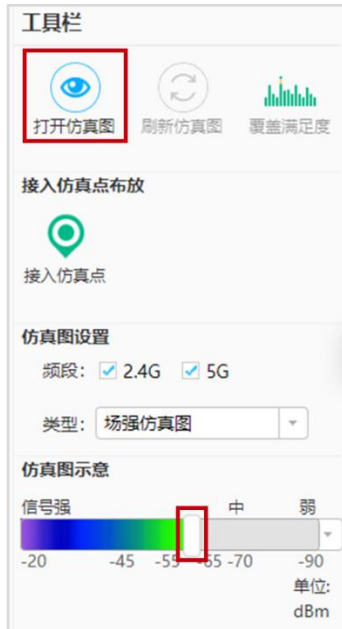 工具栏
打开仿真图 刷新仿真图 覆盖满足度
接入仿真点布放
接入仿真点
仿真图设置
频段： 2.4G 5G
类型： 场强仿真图
仿真图示意
信号强 中 弱
-20 -45 -55 -65 -70 -90
单位:
dBm